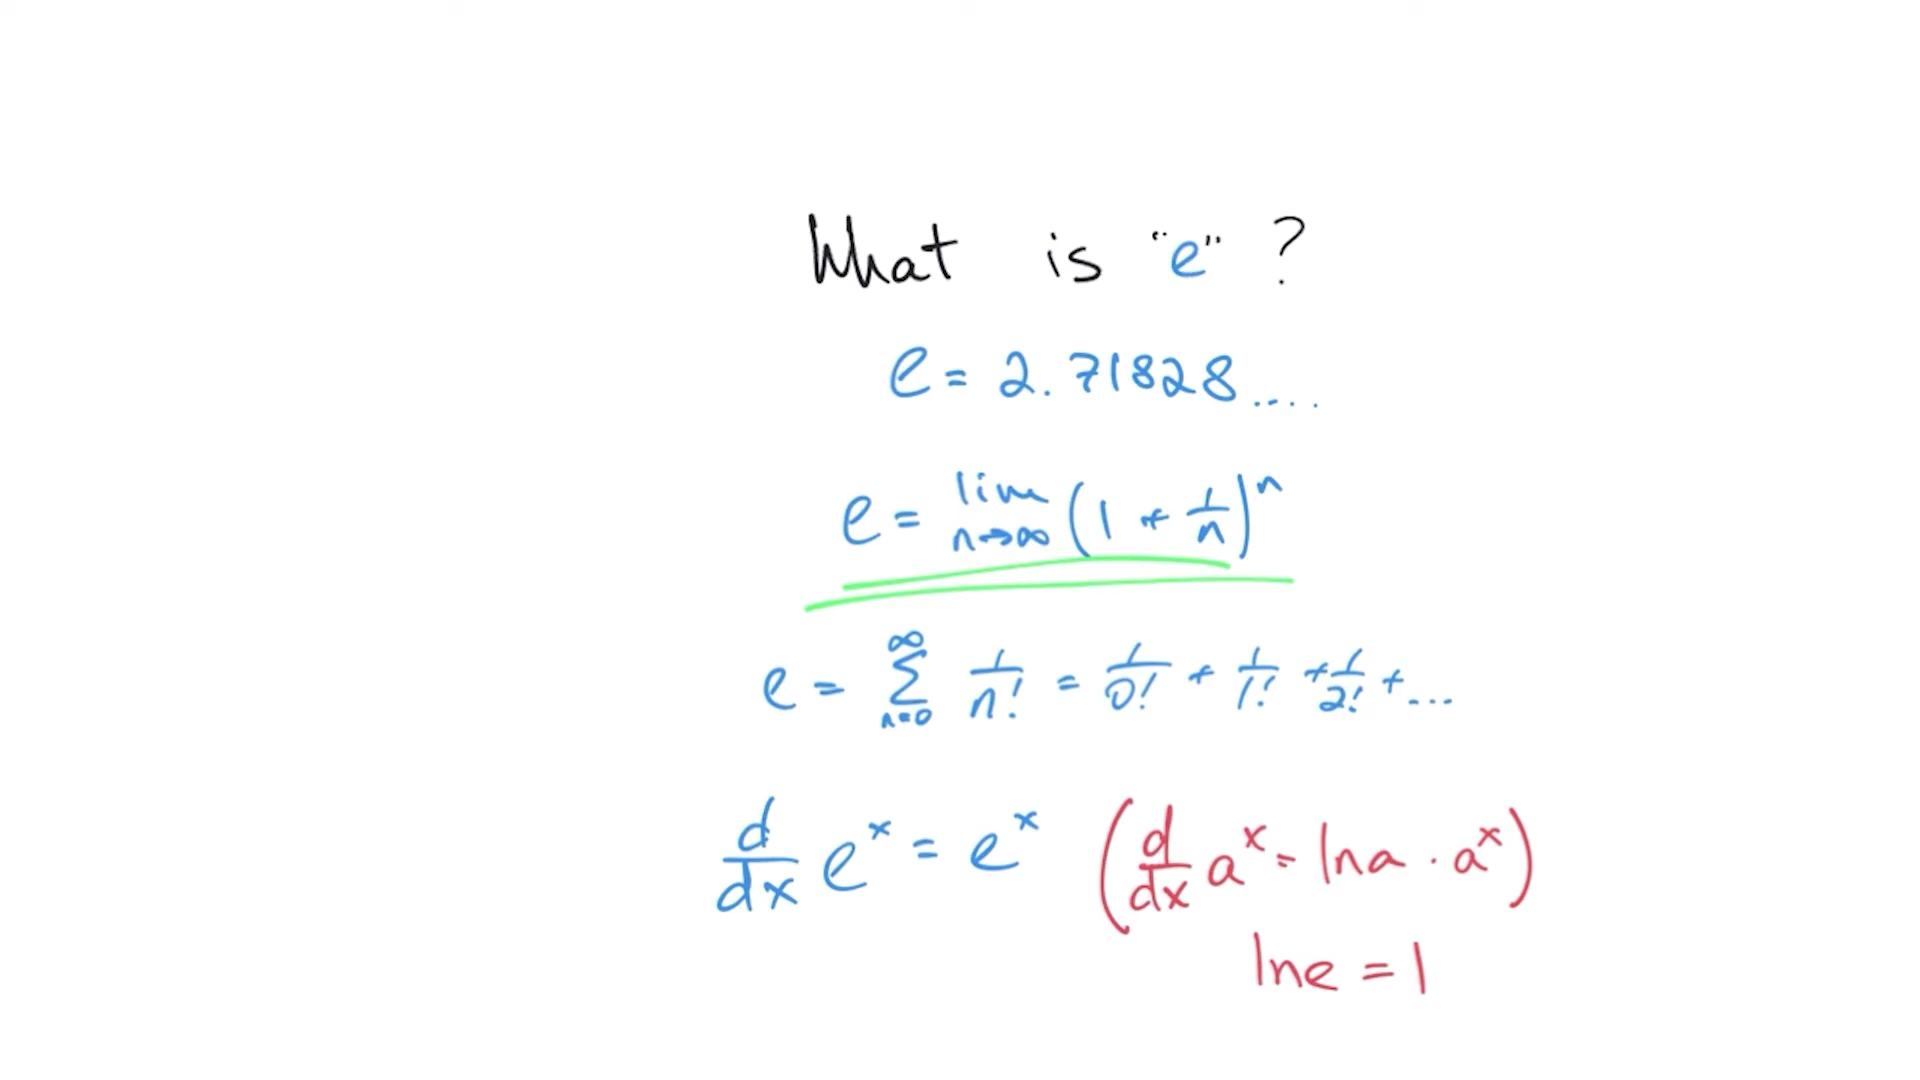 What is "e" ?
e = 2.71828....
e = lim n→∞ (1 + 1/n)^n
e = ∑ n=0 ∞ 1/n! = 1/0! + 1/1! + 1/2! + ...
d/dx e^x = e^x (d/dx a^x = ln a · a^x)
ln e = 1